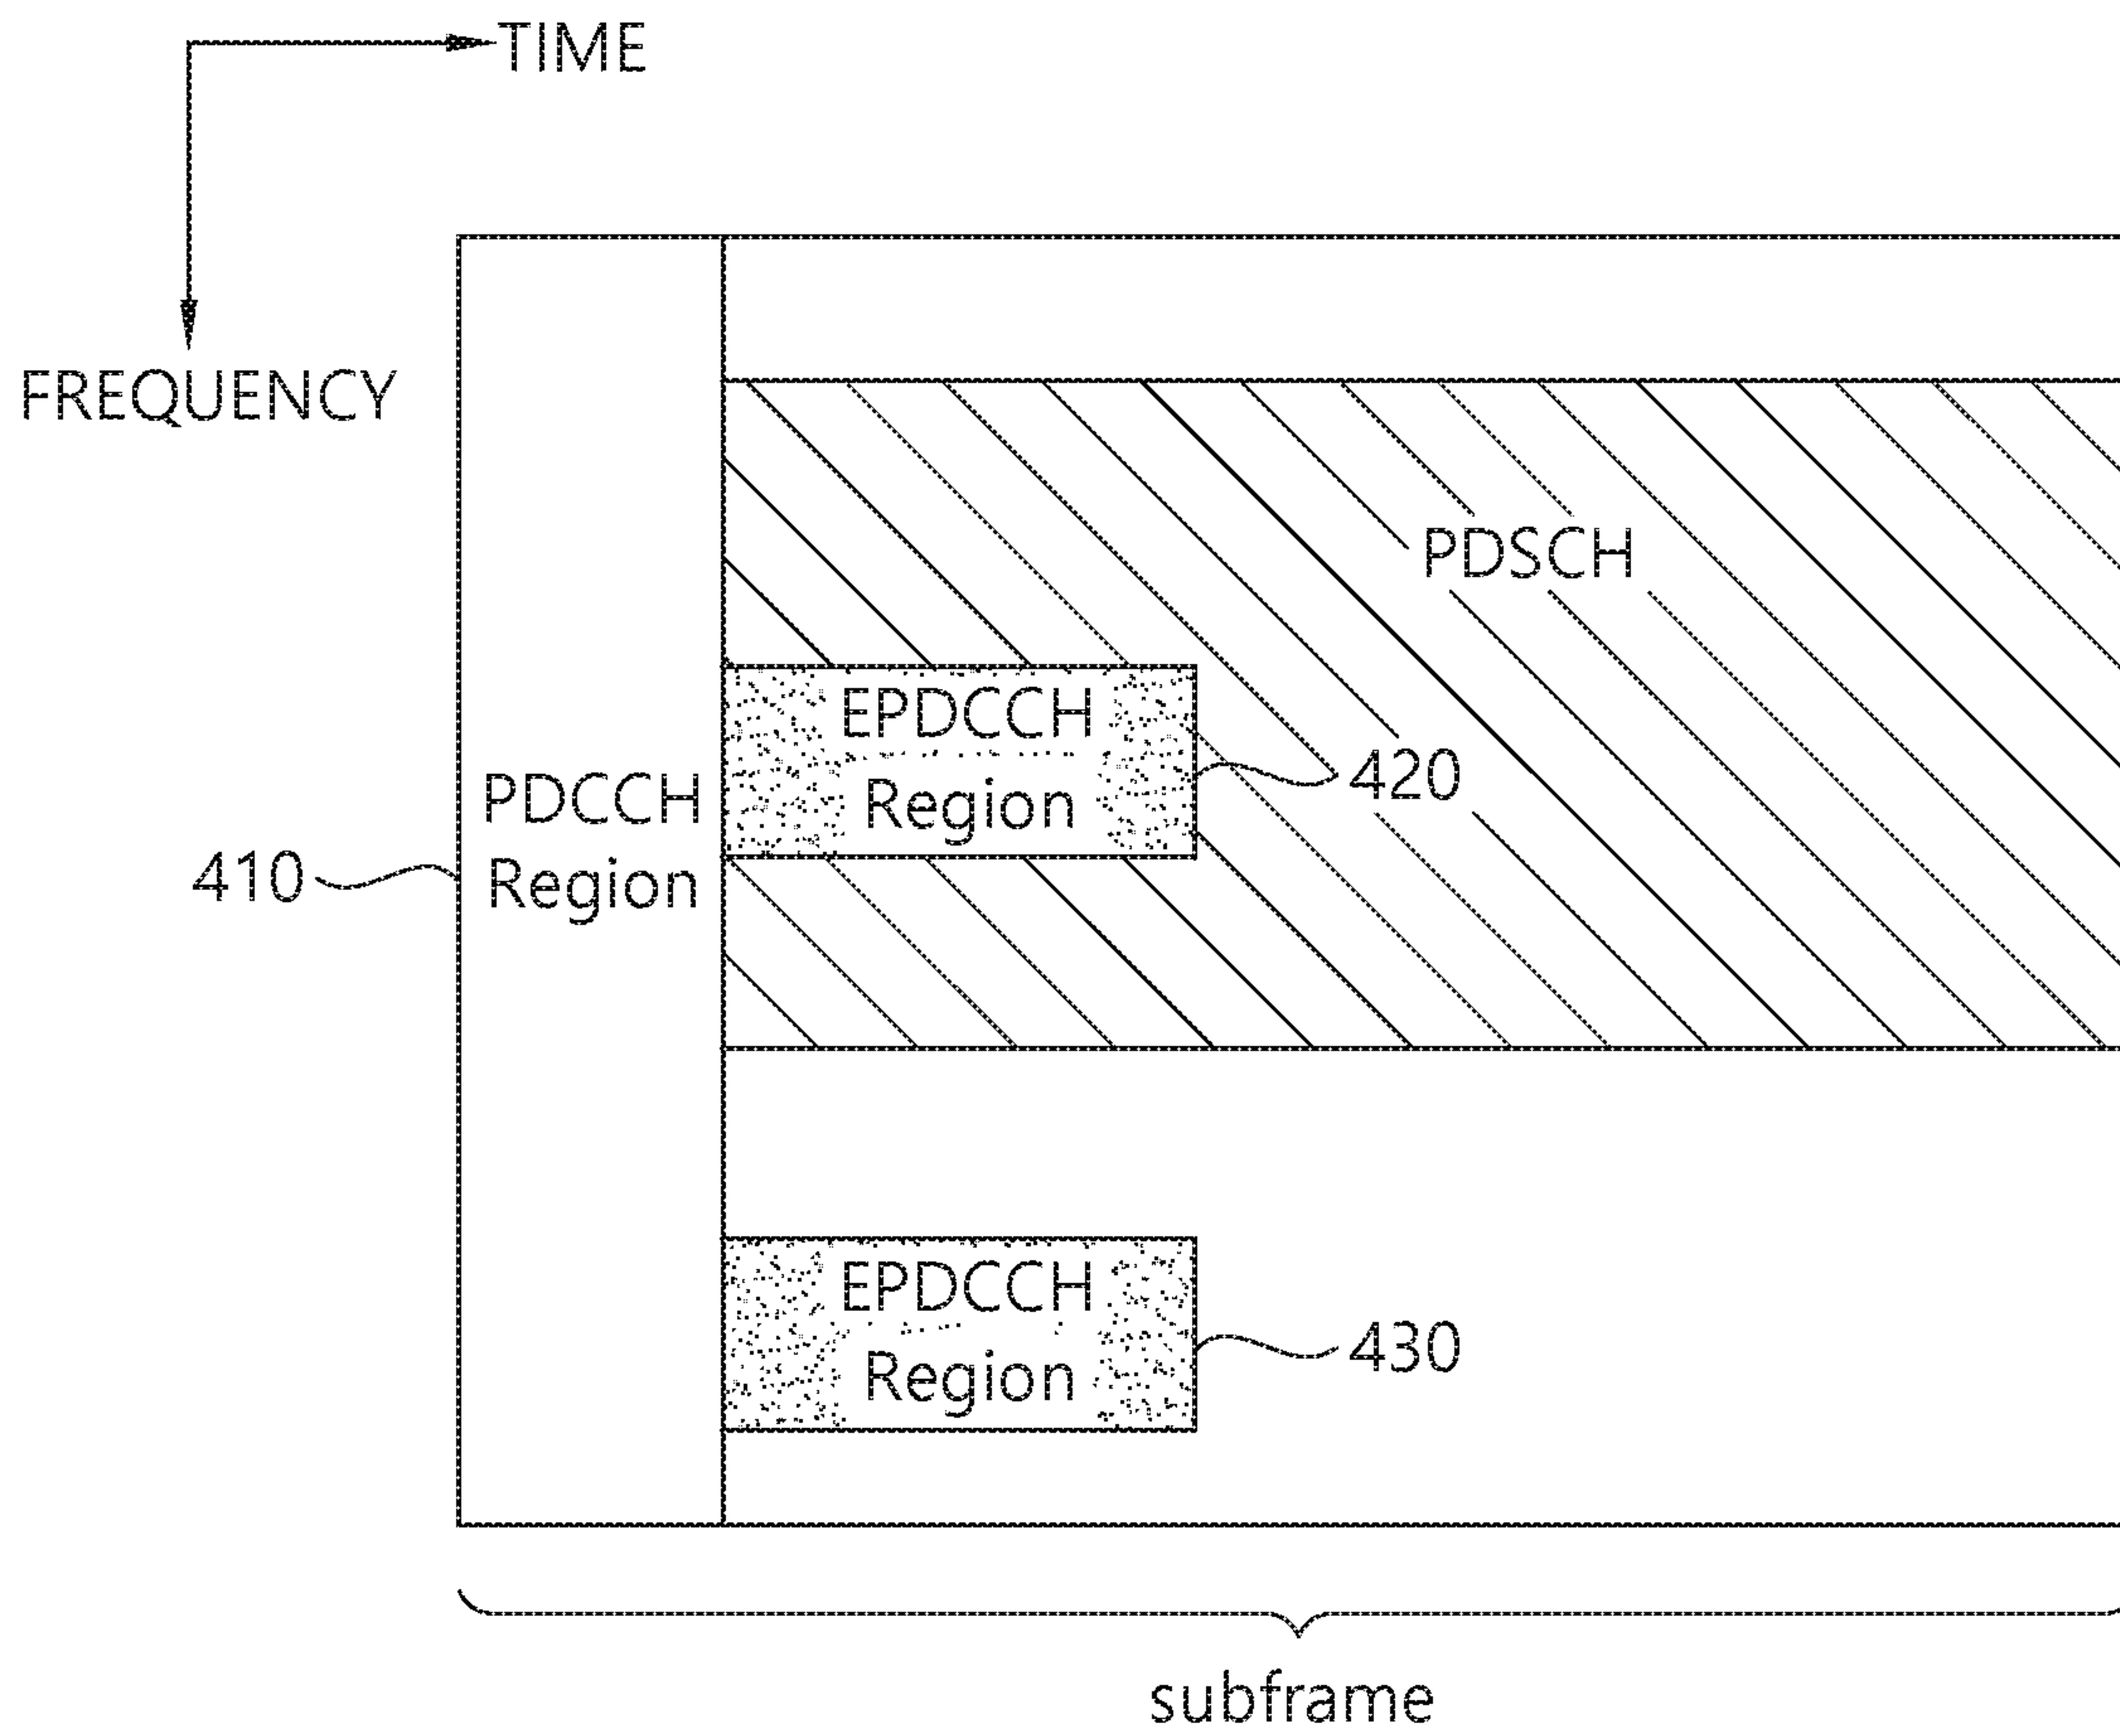 TIME
FREQUENCY
PDSCH
EPDCCH
Region
420
PDCCH
Region
410
EPDCCH
Region
430
subframe